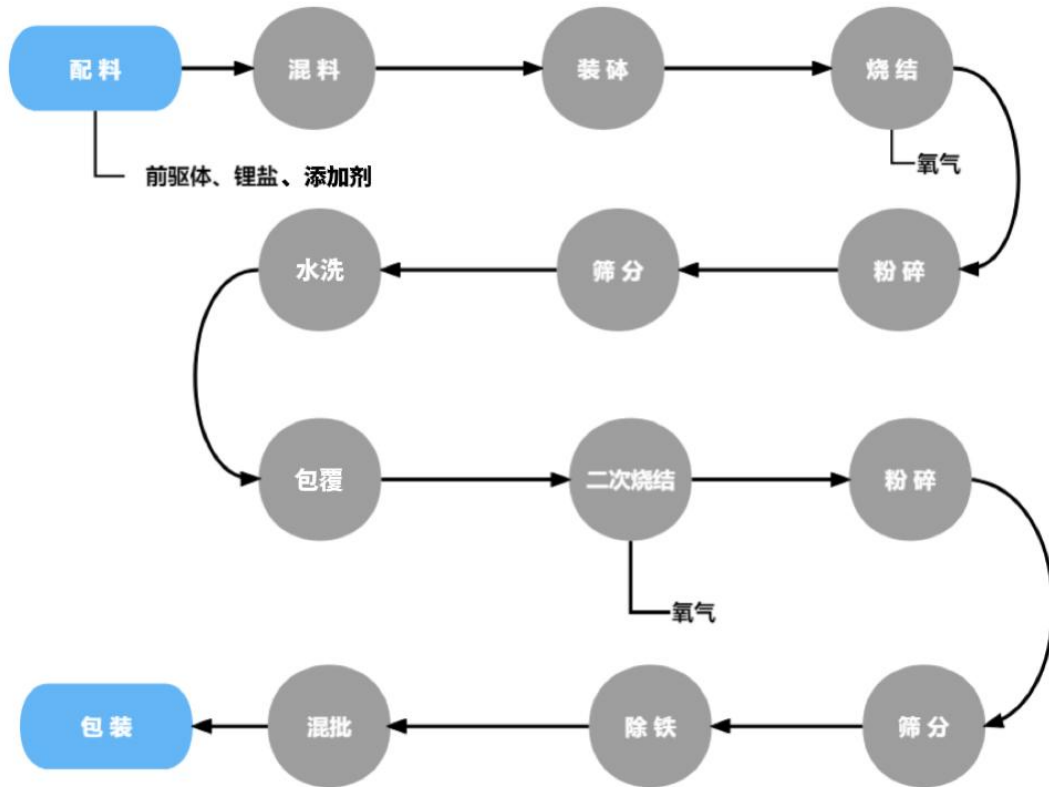 配料
混料
装钵
烧结
前驱体、锂盐、添加剂
氧气
粉碎
筛分
水洗
包覆
二次烧结
粉碎
氧气
筛分
除铁
混批
包装